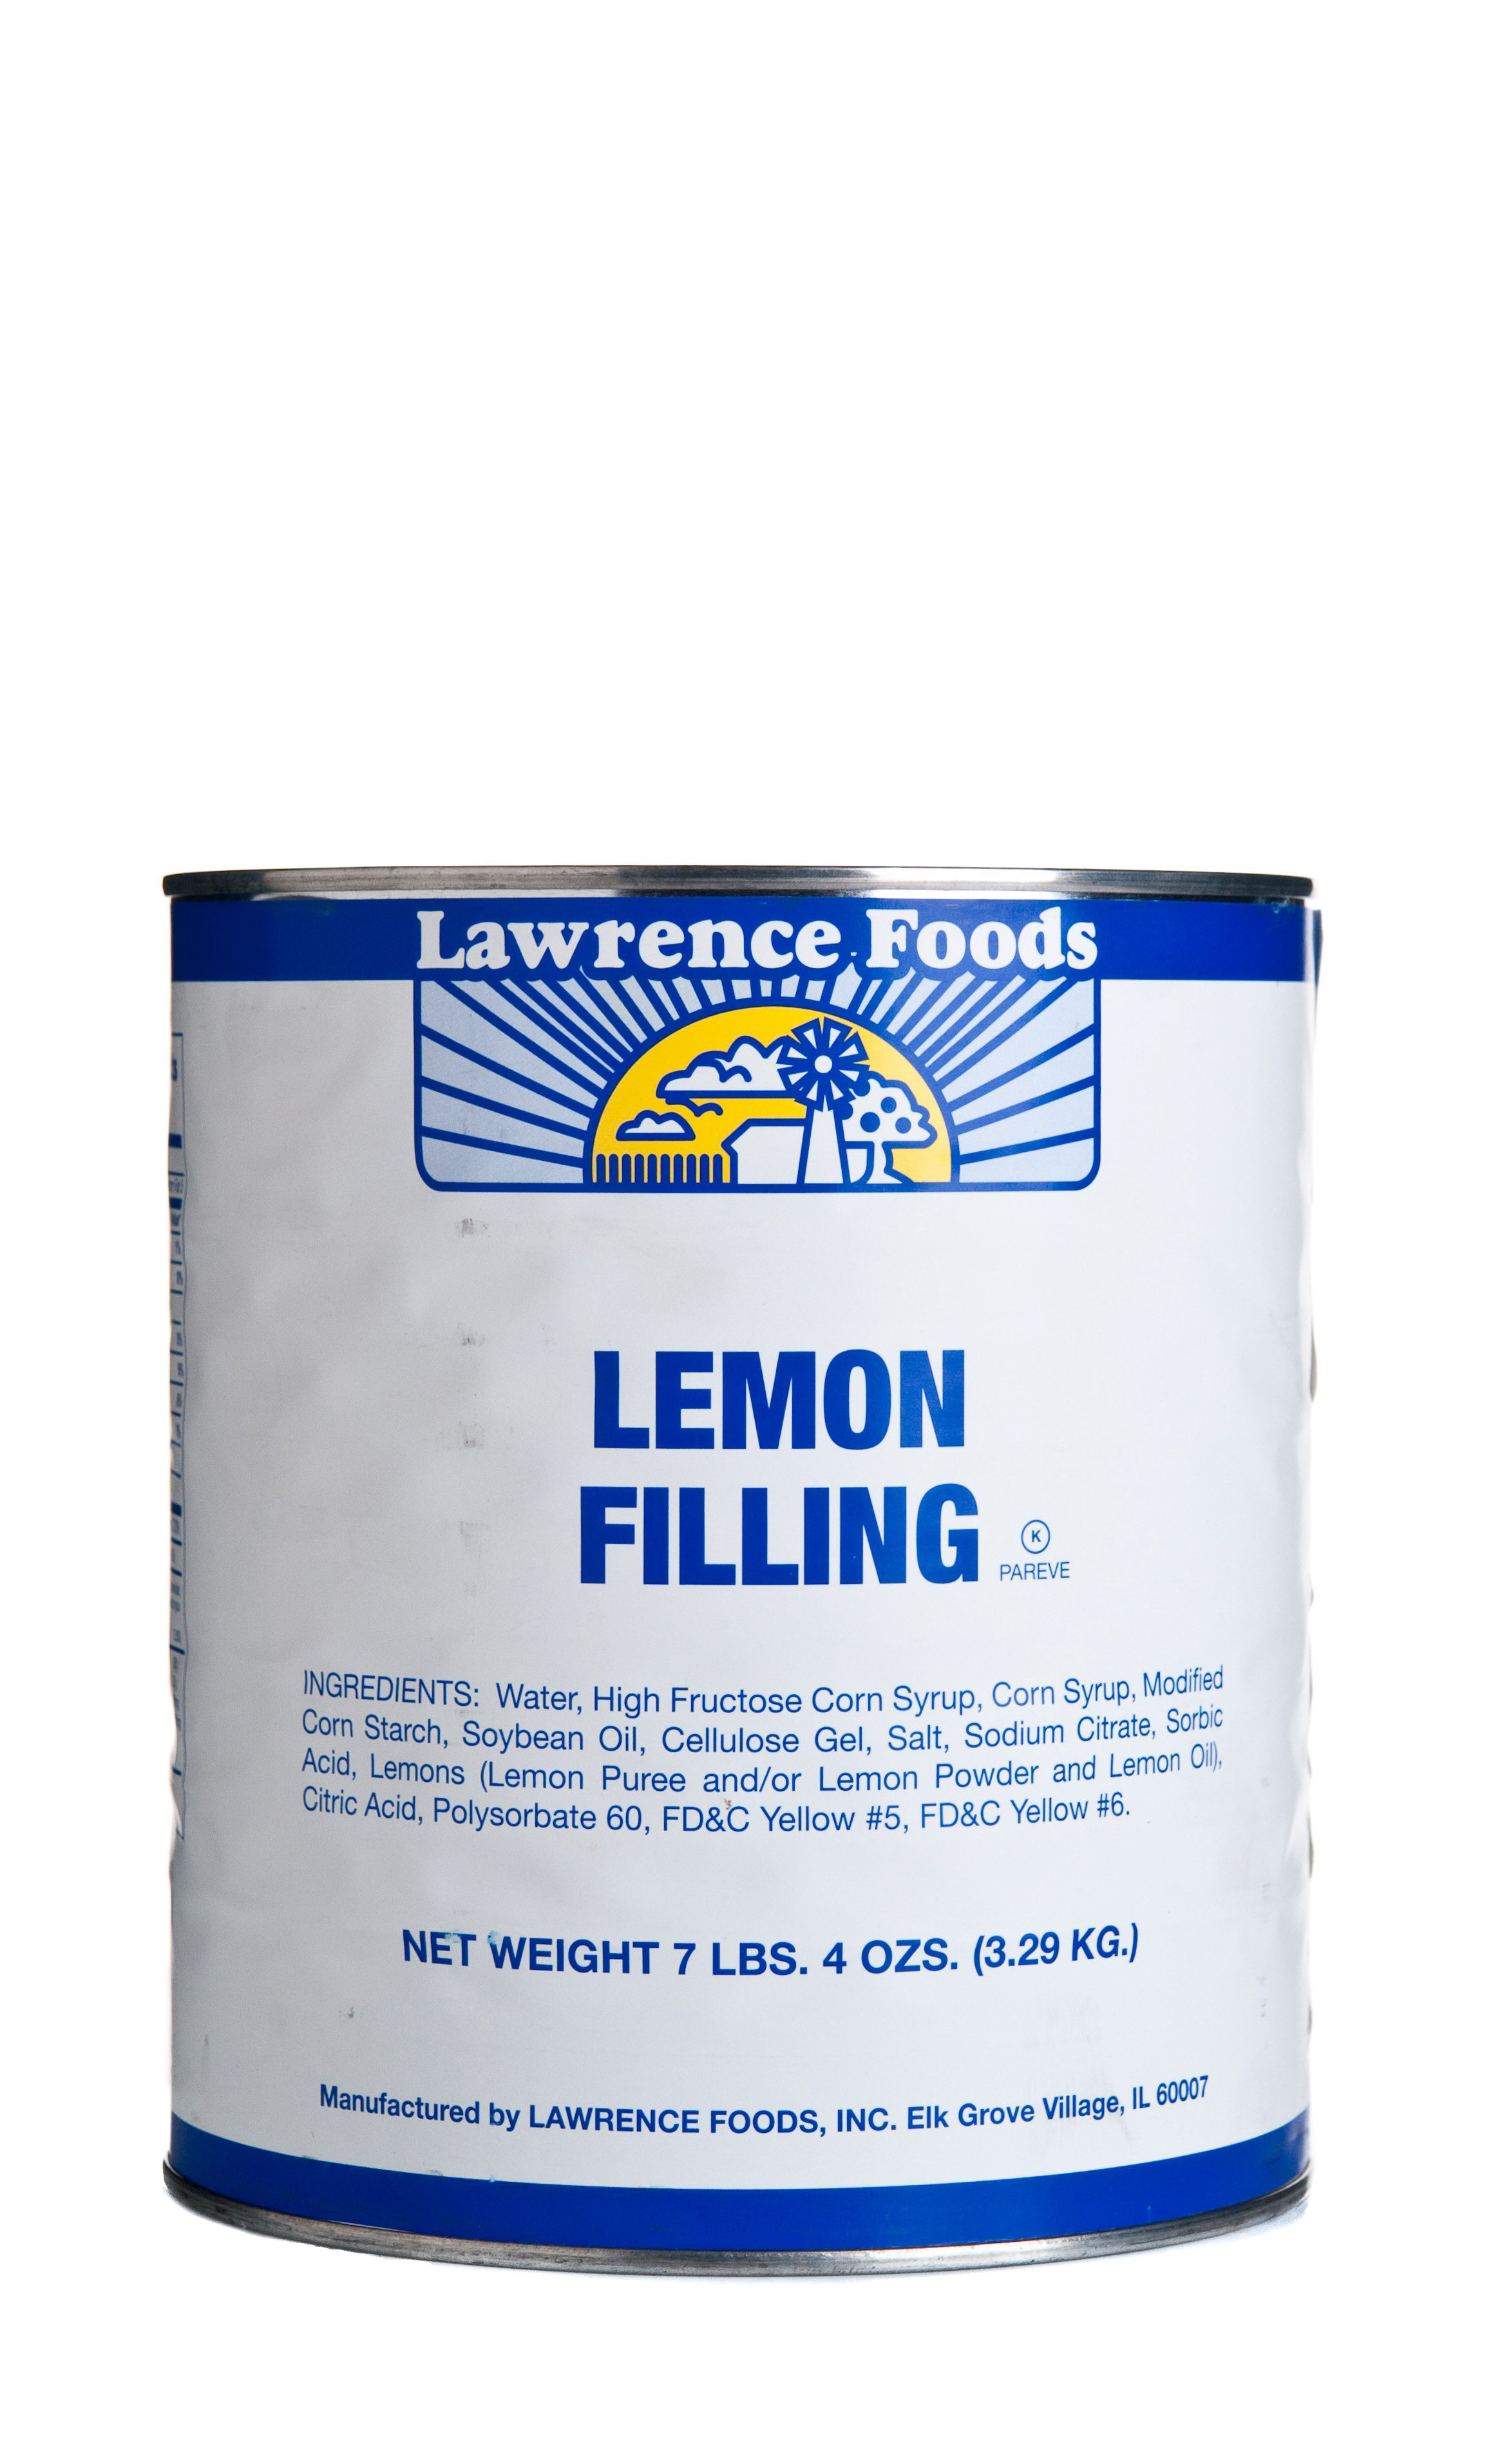 Lawrence Foods
LEMON
FILLING
K
PAREVE
INGREDIENTS: Water, High Fructose Corn Syrup, Corn Syrup, Modified
Corn Starch, Soybean Oil, Cellulose Gel, Salt, Sodium Citrate, Sorbic
Acid, Lemons (Lemon Puree and/or Lemon Powder and Lemon Oil),
Citric Acid, Polysorbate 60, FD&C Yellow #5, FD&C Yellow #6.
NET WEIGHT 7 LBS. 4 OZS. (3.29 KG.)
Manufactured by LAWRENCE FOODS, INC. Elk Grove Village, IL 60007